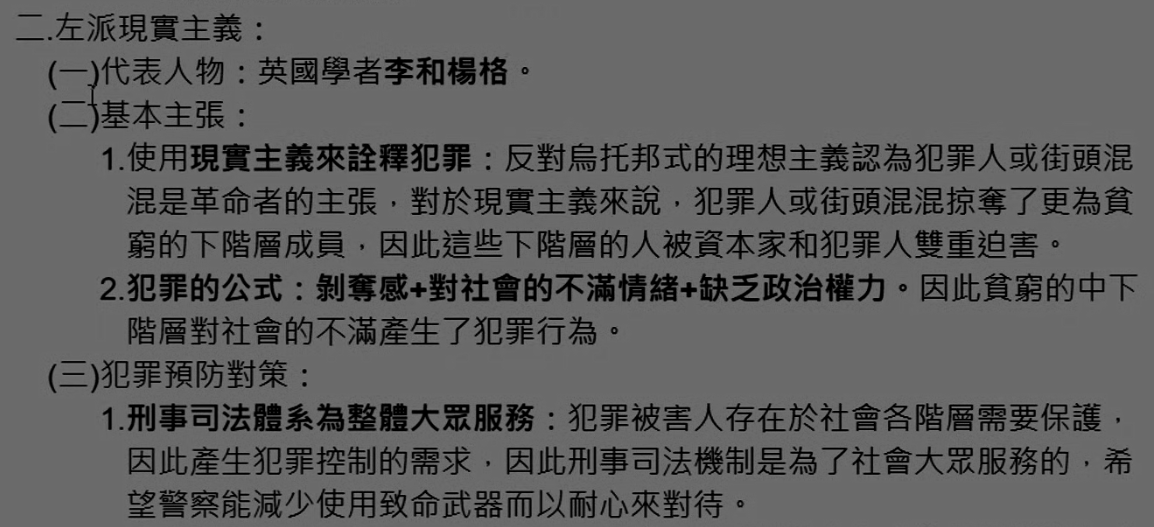 二.左派現實主義：
(一)代表人物：英國學者李和楊格。
(二)基本主張：
1.使用現實主義來詮釋犯罪：反對烏托邦式的理想主義認為犯罪人或街頭混
混是革命者的主張，對於現實主義來說，犯罪人或街頭混混掠奪了更為貧
窮的下階層成員，因此這些下階層的人被資本家和犯罪人雙重迫害。
2.犯罪的公式：剝奪感+對社會的不滿情緒+缺乏政治權力。因此貧窮的中下
階層對社會的不滿產生了犯罪行為。
(三)犯罪預防對策：
1.刑事司法體系為整體大眾服務：犯罪被害人存在於社會各階層需要保護，
因此產生犯罪控制的需求，因此刑事司法機制是為了社會大眾服務的，希
望警察能減少使用致命武器而以耐心來對待。